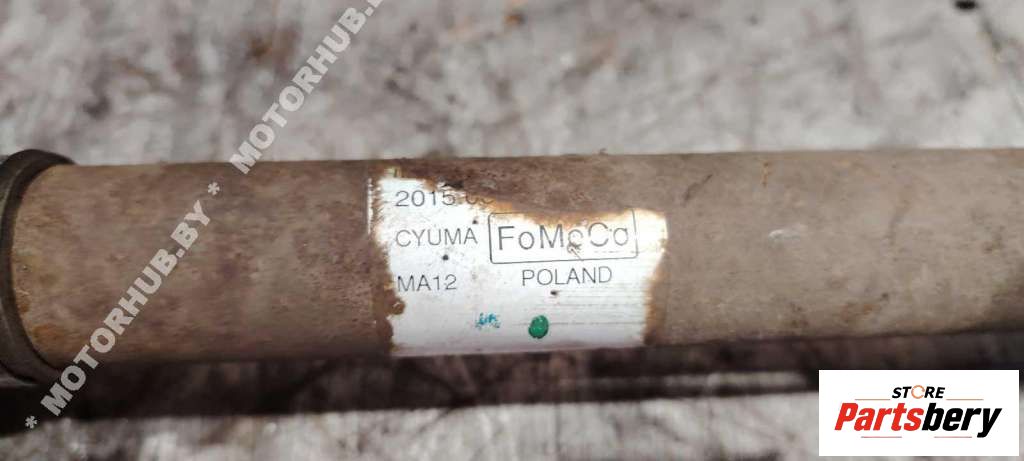 * MOTORHUB.BY * MOTORHUB.BY
2015
CYUMA FoMoCo
MA12 POLAND
STORE
Partsbery